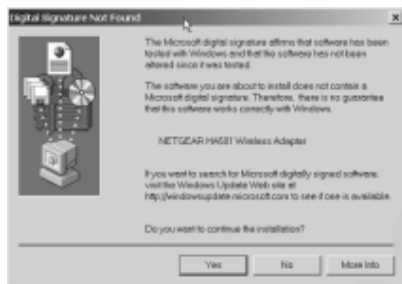 Digital Signature Not Found
The Microsoft digital signature affirms that software has been
tested with Windows and that the software has not been
altered since it was tested.
The software you are about to install does not contain a
Microsoft digital signature. Therefore, there is no guarantee
that this software works correctly with Windows.
NETGEAR MA501 Wireless Adapter
If you want to search for Microsoft digitally signed software,
visit the Windows Update Web site at
http://windowsupdate.microsoft.com to see if one is available.
Do you want to continue the installation?
Yes
No
More Info